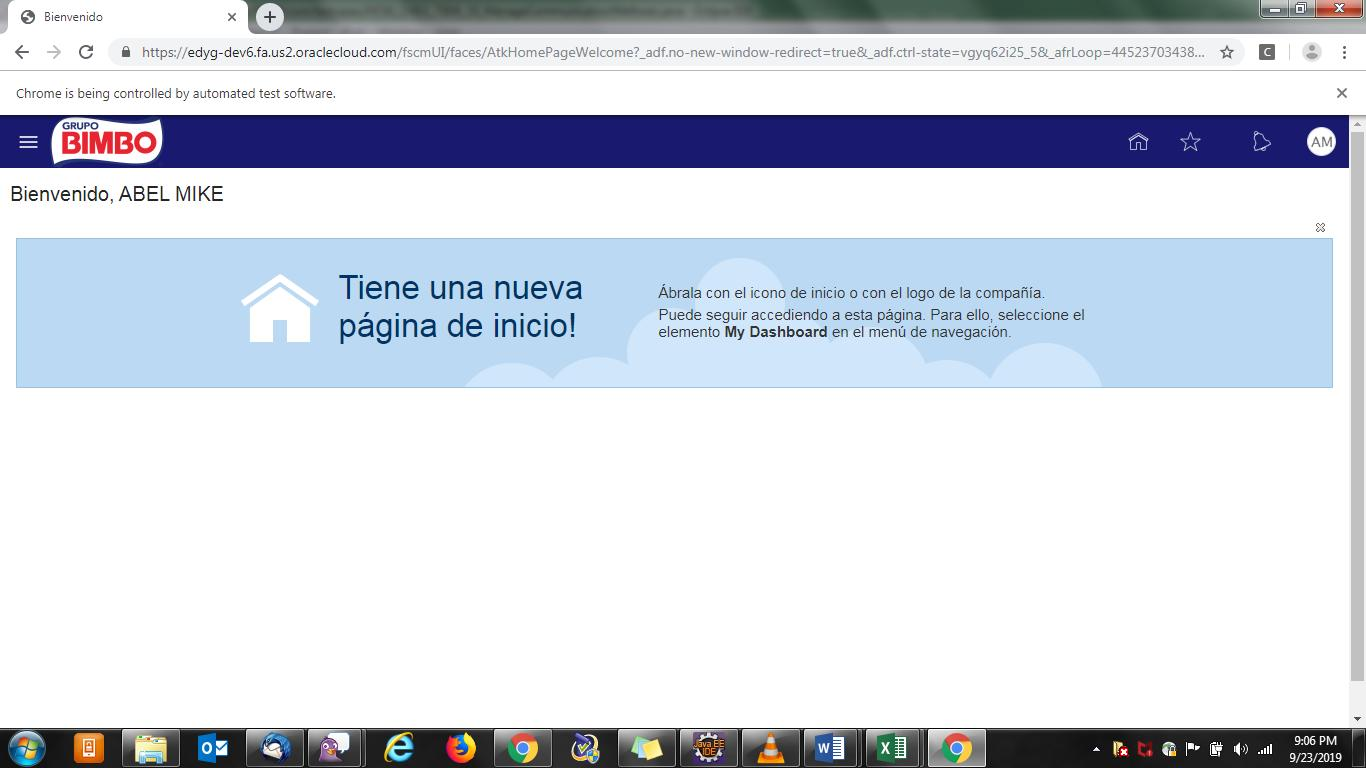 Bienvenido
https://edyg-dev6.fa.us2.oraclecloud.com/fscmUI/faces/AtkHomePageWelcome?_adf.no-new-window-redirect=true&_adf.ctrl-state=vgyq62i25_5&_afrLoop=44523703438...
C
Chrome is being controlled by automated test software.
GRUPO
BIMBO
AM
Bienvenido, ABEL MIKE
Tiene una nueva
página de inicio!
Ábrala con el icono de inicio o con el logo de la compañía.
Puede seguir accediendo a esta página. Para ello, seleccione el
elemento My Dashboard en el menú de navegación.
Java EE
IDE
9:06 PM
9/23/2019